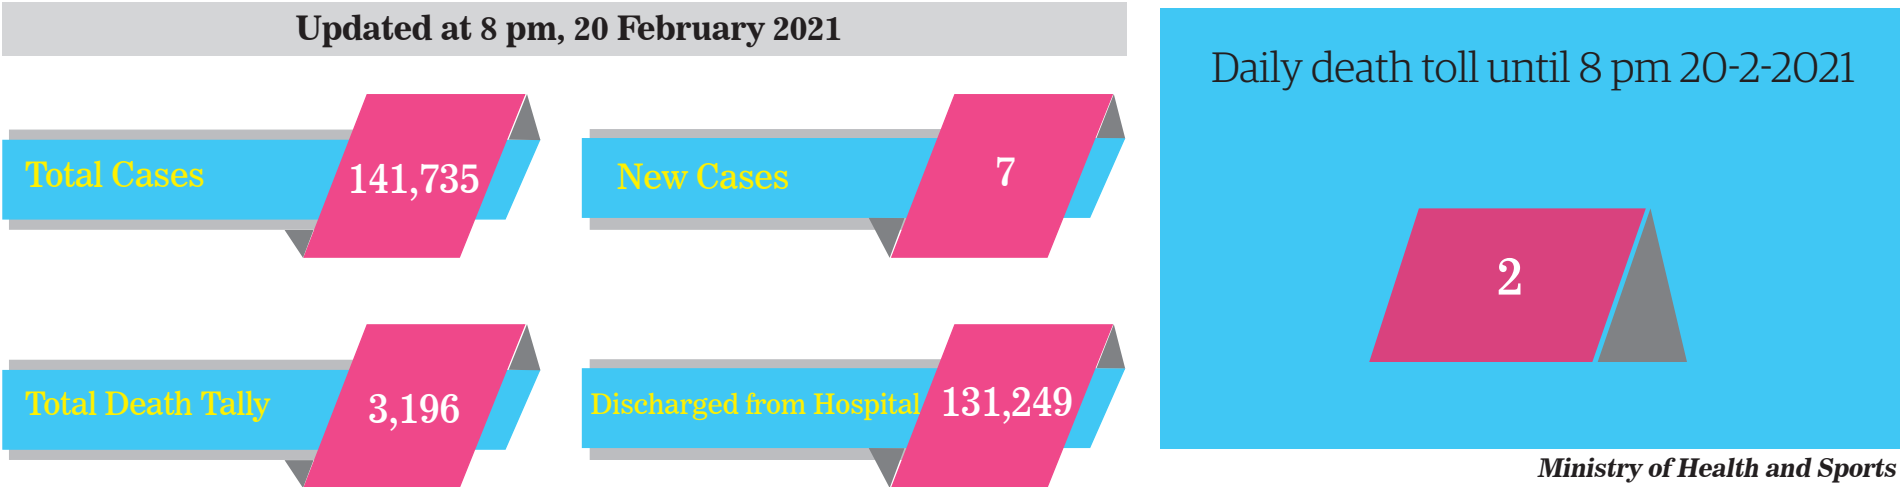 Updated at 8 pm, 20 February 2021
Total Cases 141,735
New Cases 7
Total Death Tally 3,196
Discharged from Hospital 131,249
Daily death toll until 8 pm 20-2-2021
2
Ministry of Health and Sports